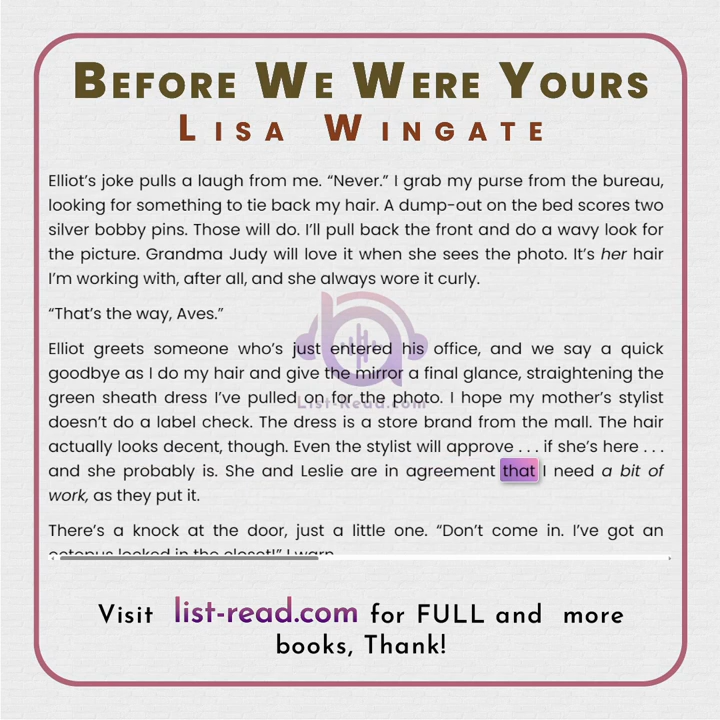 BEFORE WE WERE YOURS
LISA WINGATE
Elliot’s joke pulls a laugh from me. “Never.” I grab my purse from the bureau,
looking for something to tie back my hair. A dump-out on the bed scores two
silver bobby pins. Those will do. I’ll pull back the front and do a wavy look for
the picture. Grandma Judy will love it when she sees the photo. It’s her hair
I’m working with, after all, and she always wore it curly.
“That’s the way, Aves.”
Elliot greets someone who’s just entered his office, and we say a quick
goodbye as I do my hair and give the mirror a final glance, straightening the
green sheath dress I’ve pulled on for the photo. I hope my mother’s stylist
doesn’t do a label check. The dress is a store brand from the mall. The hair
actually looks decent, though. Even the stylist will approve . . . if she’s here . . .
and she probably is. She and Leslie are in agreement that I need a bit of
work, as they put it.
There’s a knock at the door, just a little one. “Don’t come in. I’ve got an
octopus locked in the closet!” I warn.
List-Read.com
Visit list-read.com for FULL and more
books, Thank!